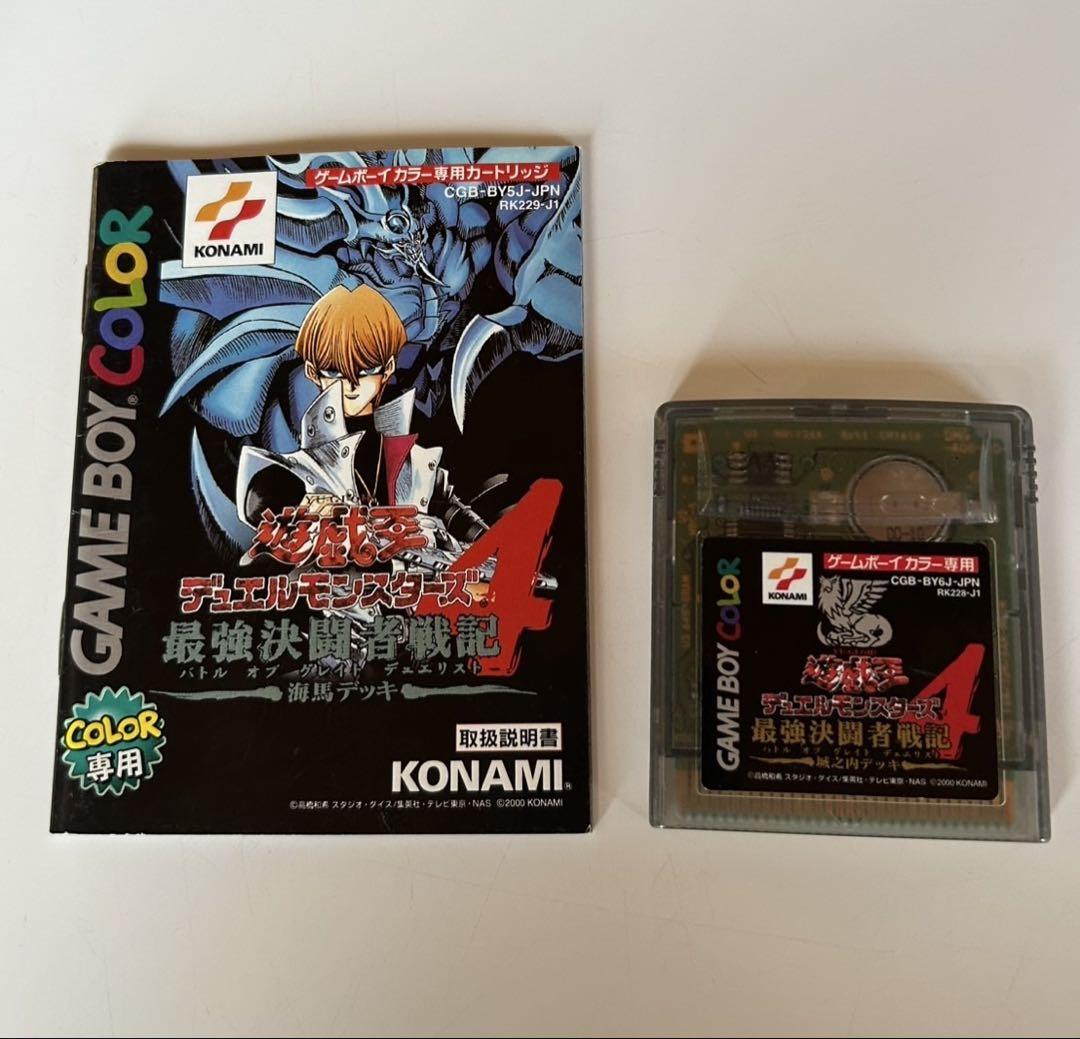 ゲームボーイカラー専用カートリッジ
CGB-BY5J-JPN
RK229-J1
KONAMI
GAME BOY COLOR
遊戯王
デュエルモンスターズ4
最強決闘者戦記
バトル オブ グレイト デュエリスト
海馬デッキ
COLOR
専用
取扱説明書
KONAMI
©高橋和希 スタジオ・ダイス/集英社・テレビ東京・NAS ©2000 KONAMI
ゲームボーイカラー専用
CGB-BY6J-JPN
RK228-J1
KONAMI
GAME BOY COLOR
遊戯王
デュエルモンスターズ4
最強決闘者戦記
バトル オブ グレイト デュエリスト
城之内デッキ
©高橋和希 スタジオ・ダイス/集英社・テレビ東京・NAS ©2000 KONAMI